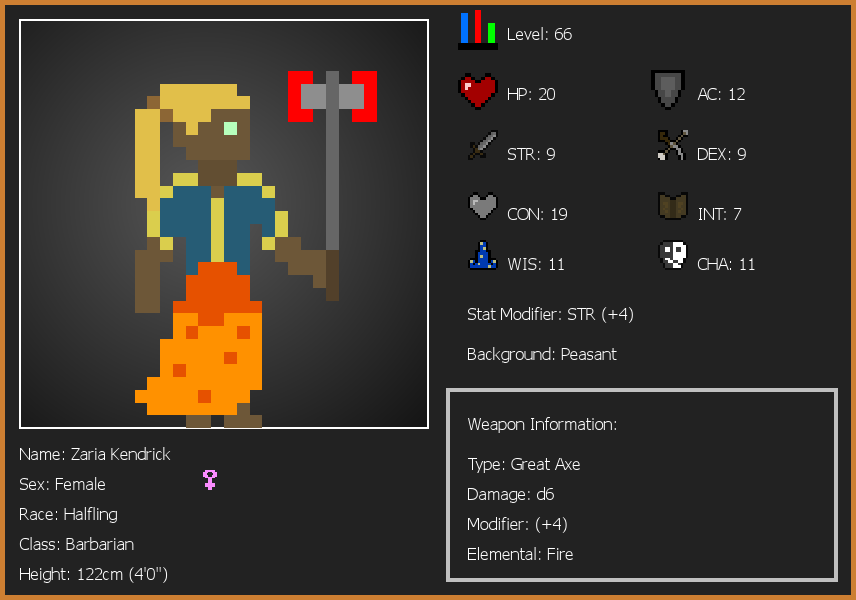 Level: 66
HP: 20
AC: 12
STR: 9
DEX: 9
CON: 19
INT: 7
WIS: 11
CHA: 11
Stat Modifier: STR (+4)
Background: Peasant
Weapon Information:
Type: Great Axe
Damage: d6
Modifier: (+4)
Elemental: Fire
Name: Zaria Kendrick
Sex: Female
Race: Halfling
Class: Barbarian
Height: 122cm (4'0")